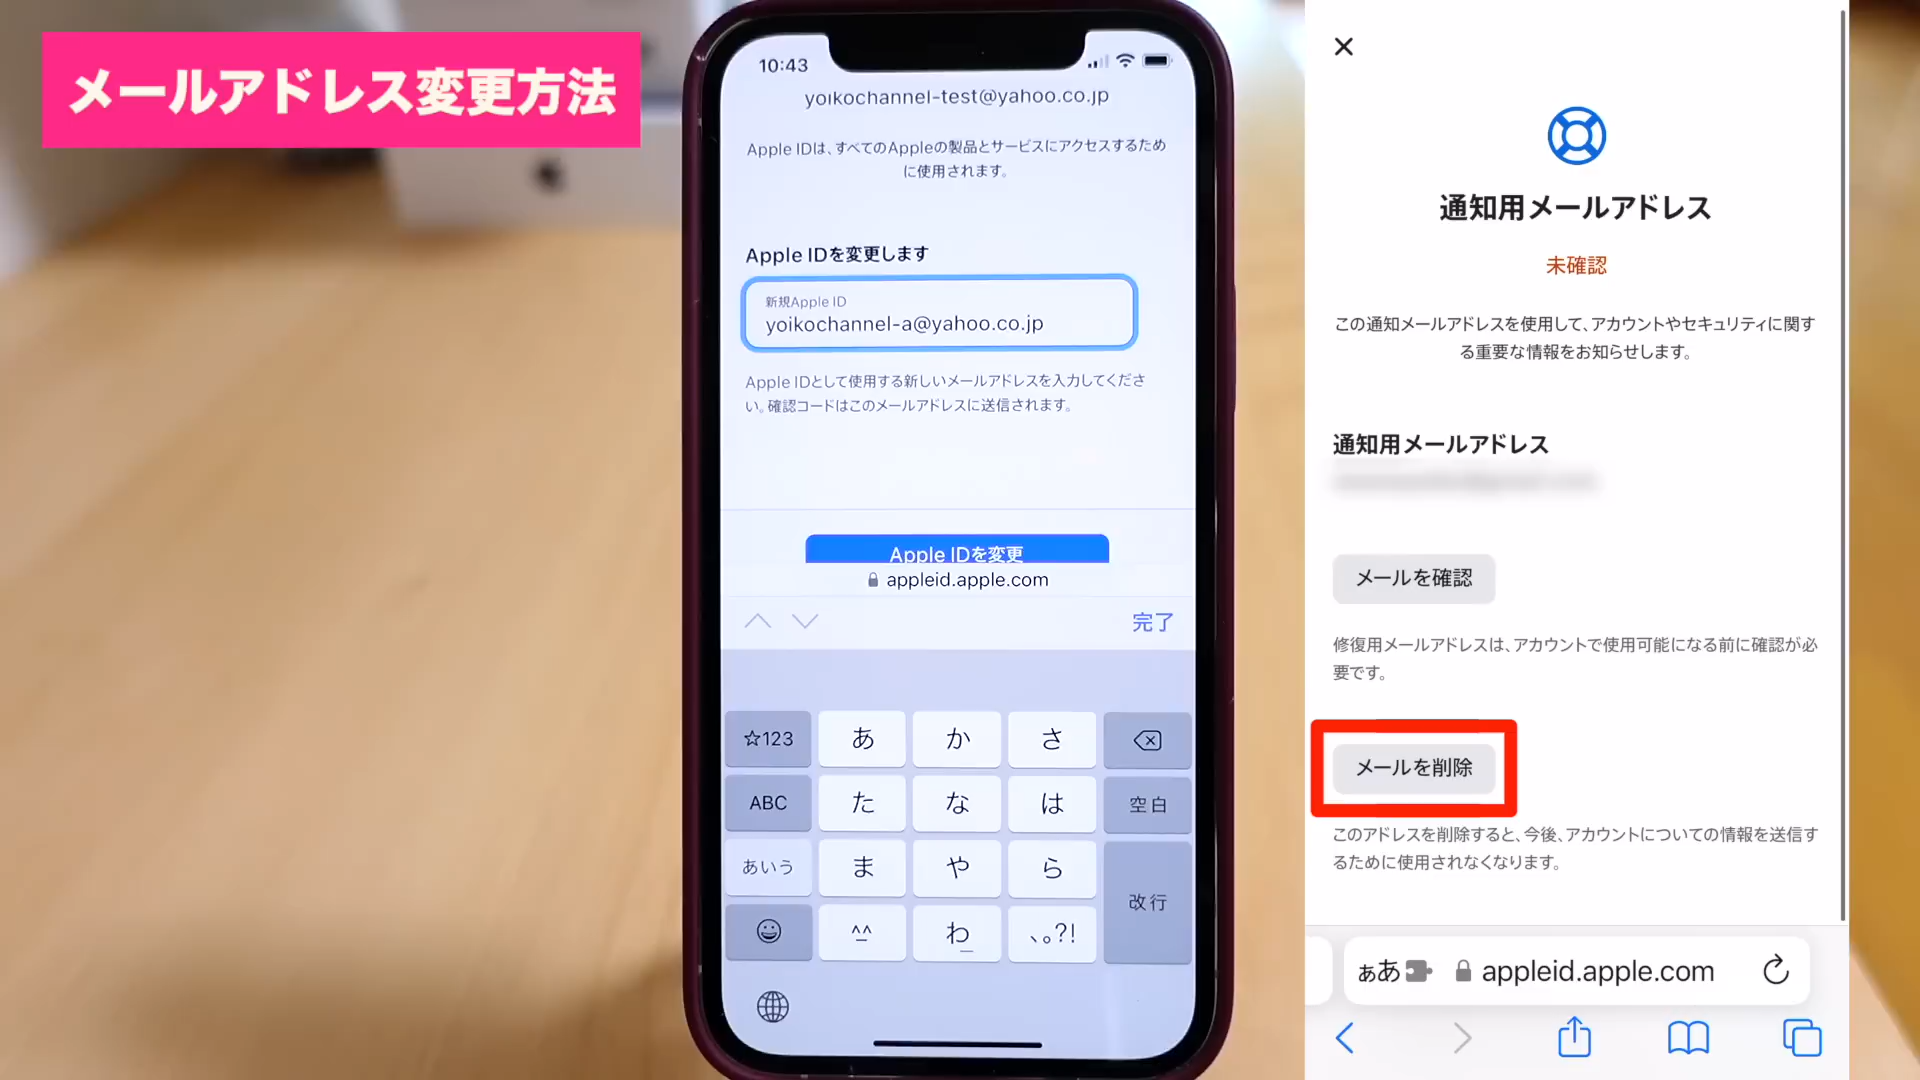 メールアドレス変更方法
10:43
yoikochannel-test@yahoo.co.jp
Apple IDは、すべてのAppleの製品とサービスにアクセスするため
に使用されます。
Apple IDを変更します
新規Apple ID
yoikochannel-a@yahoo.co.jp
Apple IDとして使用する新しいメールアドレスを入力してくださ
い。確認コードはこのメールアドレスに送信されます。
Apple IDを変更
appleid.apple.com
完了
☆123 あ か さ
ABC た な は 空白
あいう ま や ら
改行
^^ わ 、。?!
通知用メールアドレス
未確認
この通知メールアドレスを使用して、アカウントやセキュリティに関す
る重要な情報をお知らせします。
通知用メールアドレス
メールを確認
修復用メールアドレスは、アカウントで使用可能になる前に確認が必
要です。
メールを削除
このアドレスを削除すると、今後、アカウントについての情報を送信す
るために使用されなくなります。
ぁあ appleid.apple.com